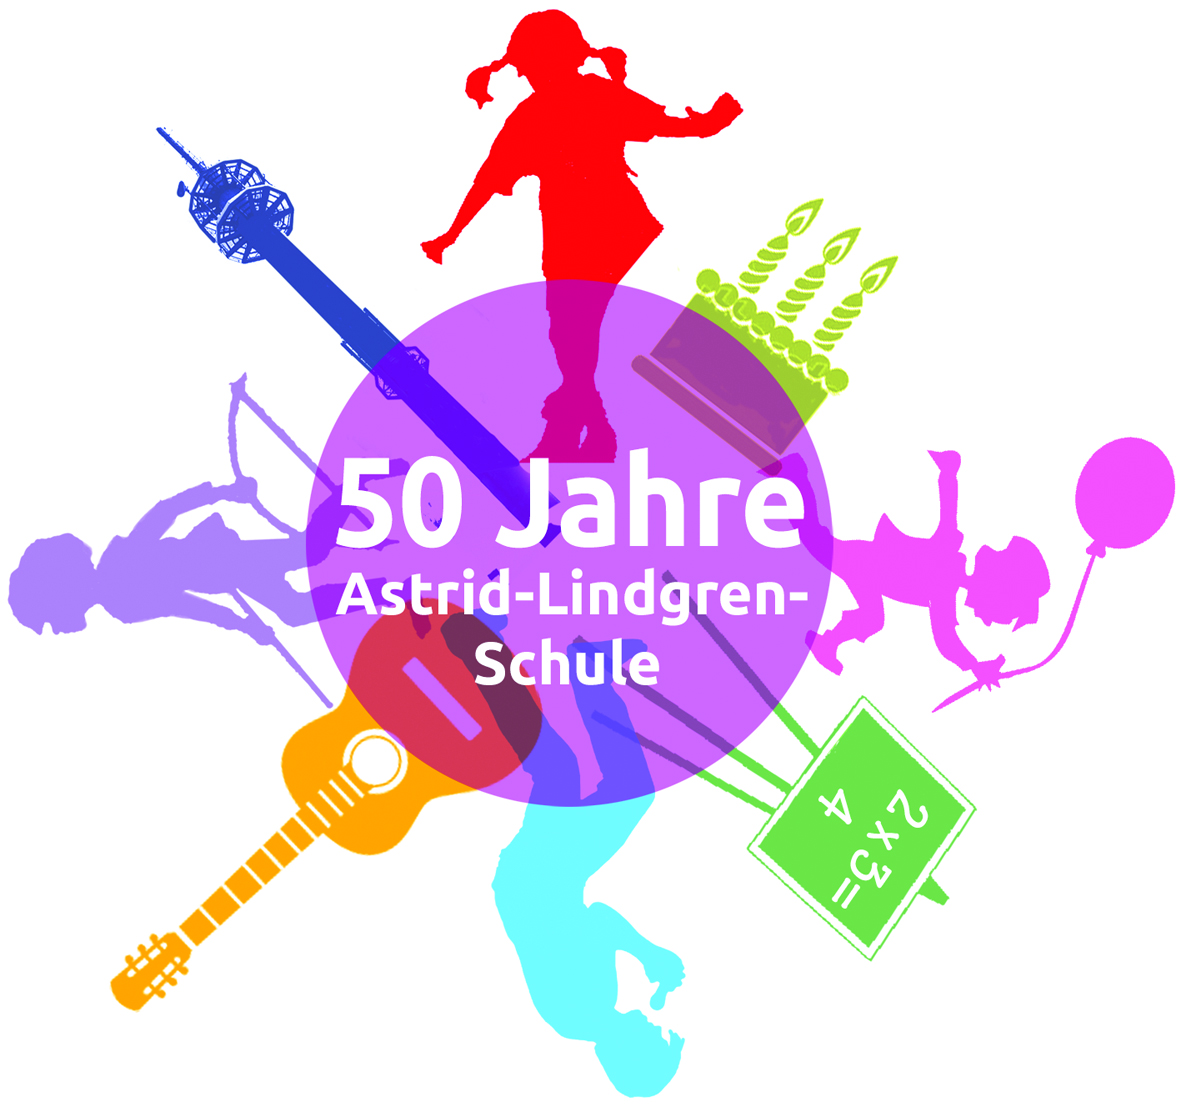 50 Jahre
Astrid-Lindgren-
Schule
2x3=
4